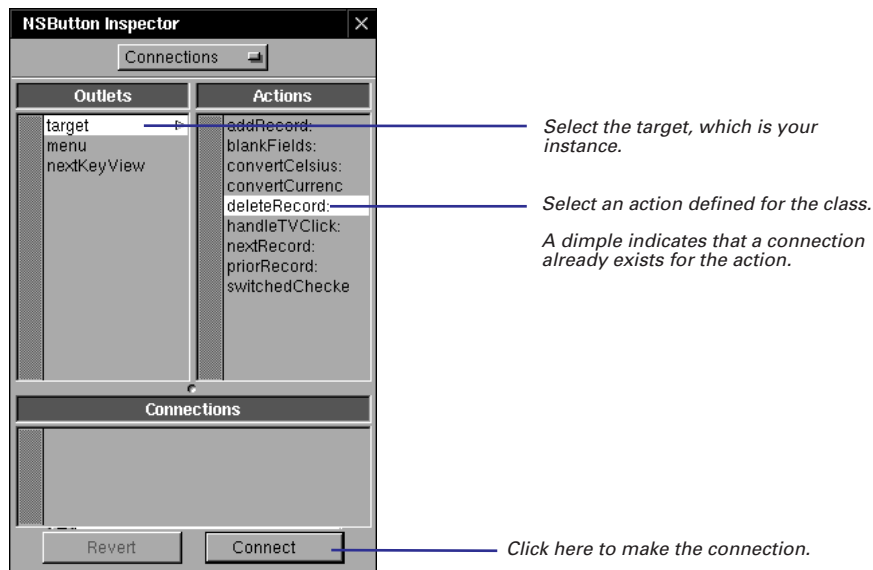 NSButton Inspector
Connections
Outlets
Actions
target
menu
nextKeyView
addRecord:
blankFields:
convertCelsius:
convertCurrenc
deleteRecord:
handleTVClick:
nextRecord:
priorRecord:
switchedChecke
Select the target, which is your
instance.
Select an action defined for the class.
A dimple indicates that a connection
already exists for the action.
Connections
Revert
Connect
Click here to make the connection.